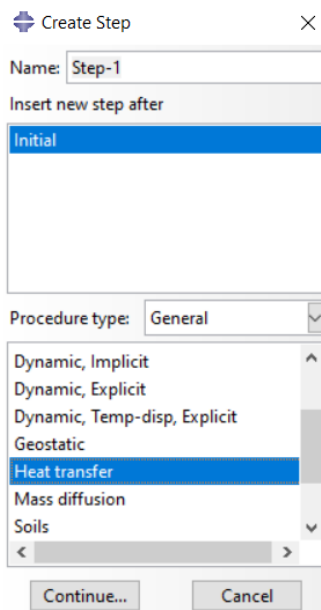 Create Step
Name: Step-1
Insert new step after
Initial
Procedure type: General
Dynamic, Implicit
Dynamic, Explicit
Dynamic, Temp-disp, Explicit
Geostatic
Heat transfer
Mass diffusion
Soils
Continue... Cancel